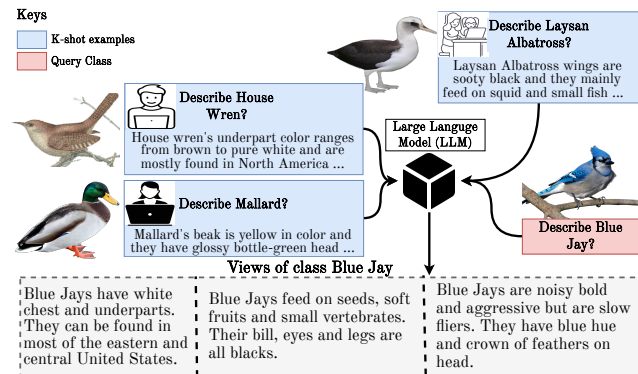 Keys
K-shot examples
Query Class
Describe Laysan
Albatross?
Laysan Albatross wings are
sooty black and they mainly
feed on squid and small fish ...
Describe House
Wren?
House wren's underpart color ranges
from brown to pure white and are
mostly found in North America ...
Large Languge
Model (LLM)
Describe Mallard?
Mallard's beak is yellow in color and
they have glossy bottle-green head ...
Describe Blue
Jay?
Views of class Blue Jay
Blue Jays have white
chest and underparts.
They can be found in
most of the eastern and
central United States.
Blue Jays feed on seeds, soft
fruits and small vertebrates.
Their bill, eyes and legs are
all blacks.
Blue Jays are noisy bold
and aggressive but are slow
fliers. They have blue hue
and crown of feathers on
head.